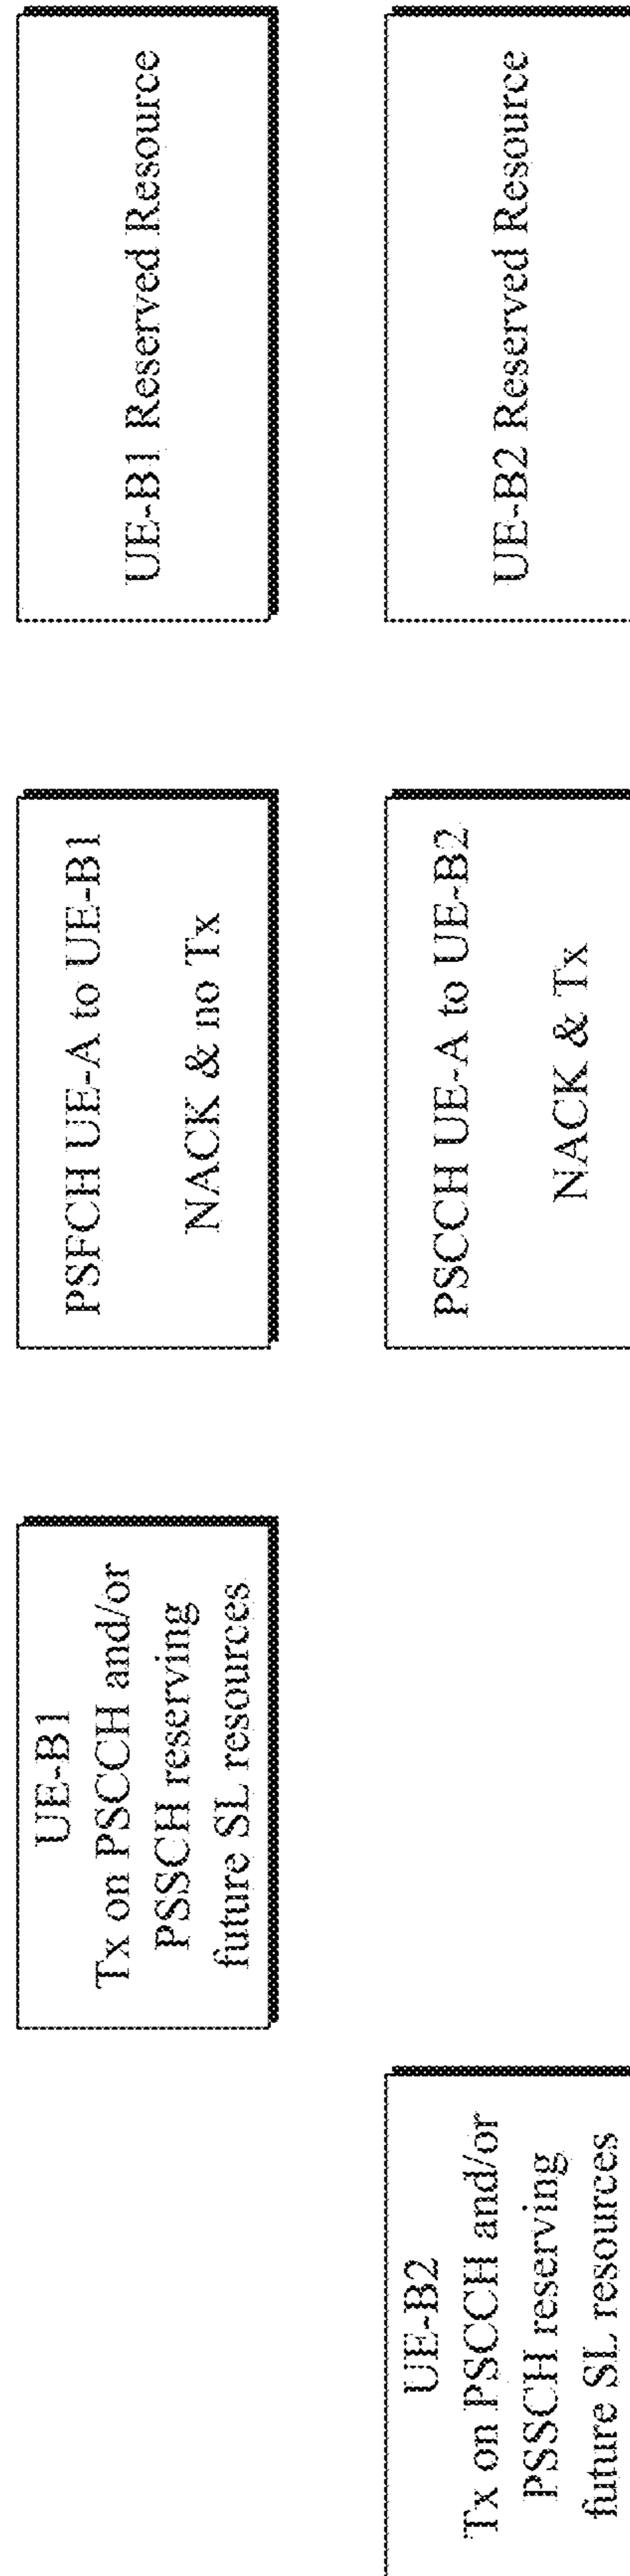 UE-B1
Tx on PSCCH and/or
PSSCH reserving
future SL resources
PSFCH UE-A to UE-B1
NACK & no Tx
UE-B1 Reserved Resource
UE-B2
Tx on PSCCH and/or
PSSCH reserving
future SL resources
PSCCH UE-A to UE-B2
NACK & Tx
UE-B2 Reserved Resource